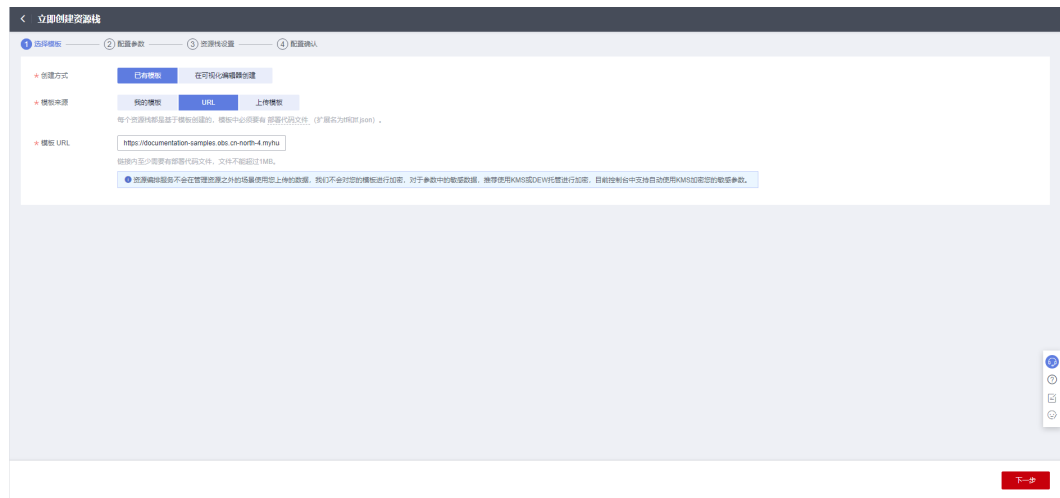 立即创建资源栈
1 选择模板 2 配置参数 3 资源栈设置 4 配置确认
* 创建方式 已有模板 在可视化编辑器创建
* 模板来源 我的模板 URL 上传模板
每个资源栈都是基于模板创建的，模板中必须要有 部署代码文件 （扩展名为tf和tf.json）。
* 模板 URL https://documentation-samples.obs.cn-north-4.myhu
链接内至少需要有部署代码文件，文件不能超过1MB。
资源编排服务不会在管理资源之外的场景使用您上传的数据，我们不会对您的模板进行加密，对于参数中的敏感数据，推荐使用KMS或DEW托管进行加密，目前控制台中支持自动使用KMS加密您的敏感参数。
下一步